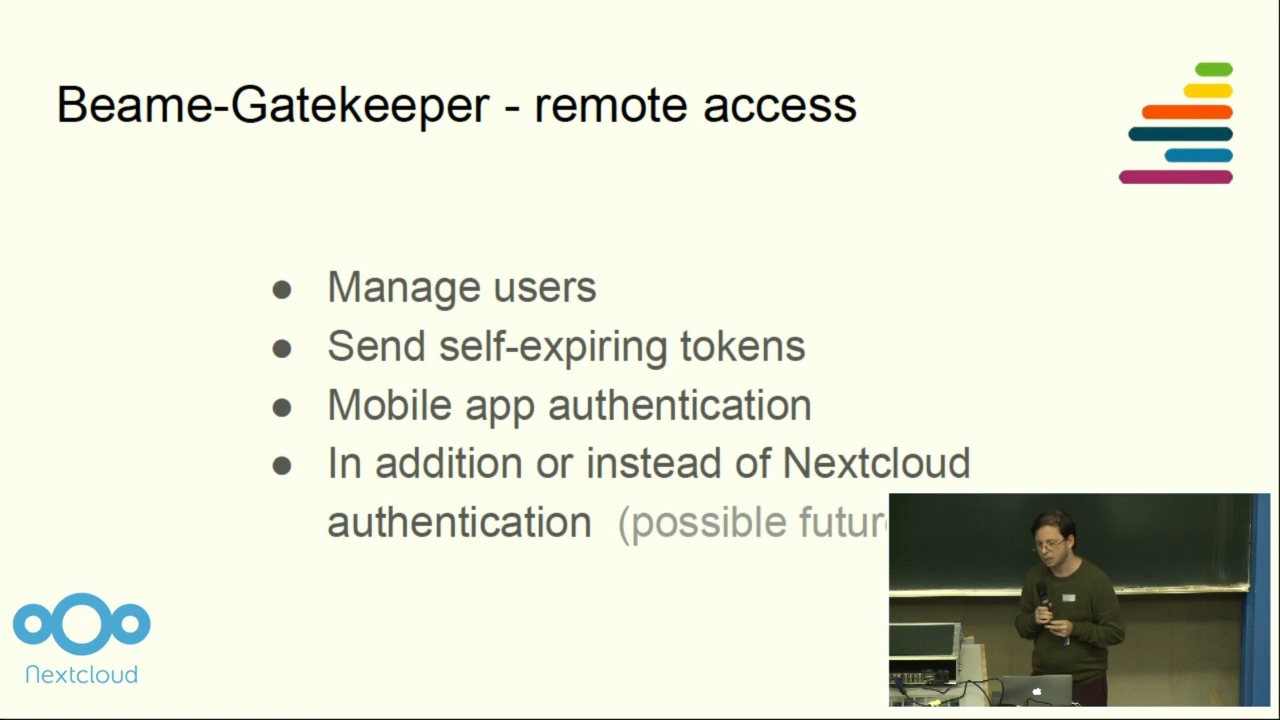 Beame-Gatekeeper - remote access
● Manage users
● Send self-expiring tokens
● Mobile app authentication
● In addition or instead of Nextcloud
authentication (possible futur
Nextcloud